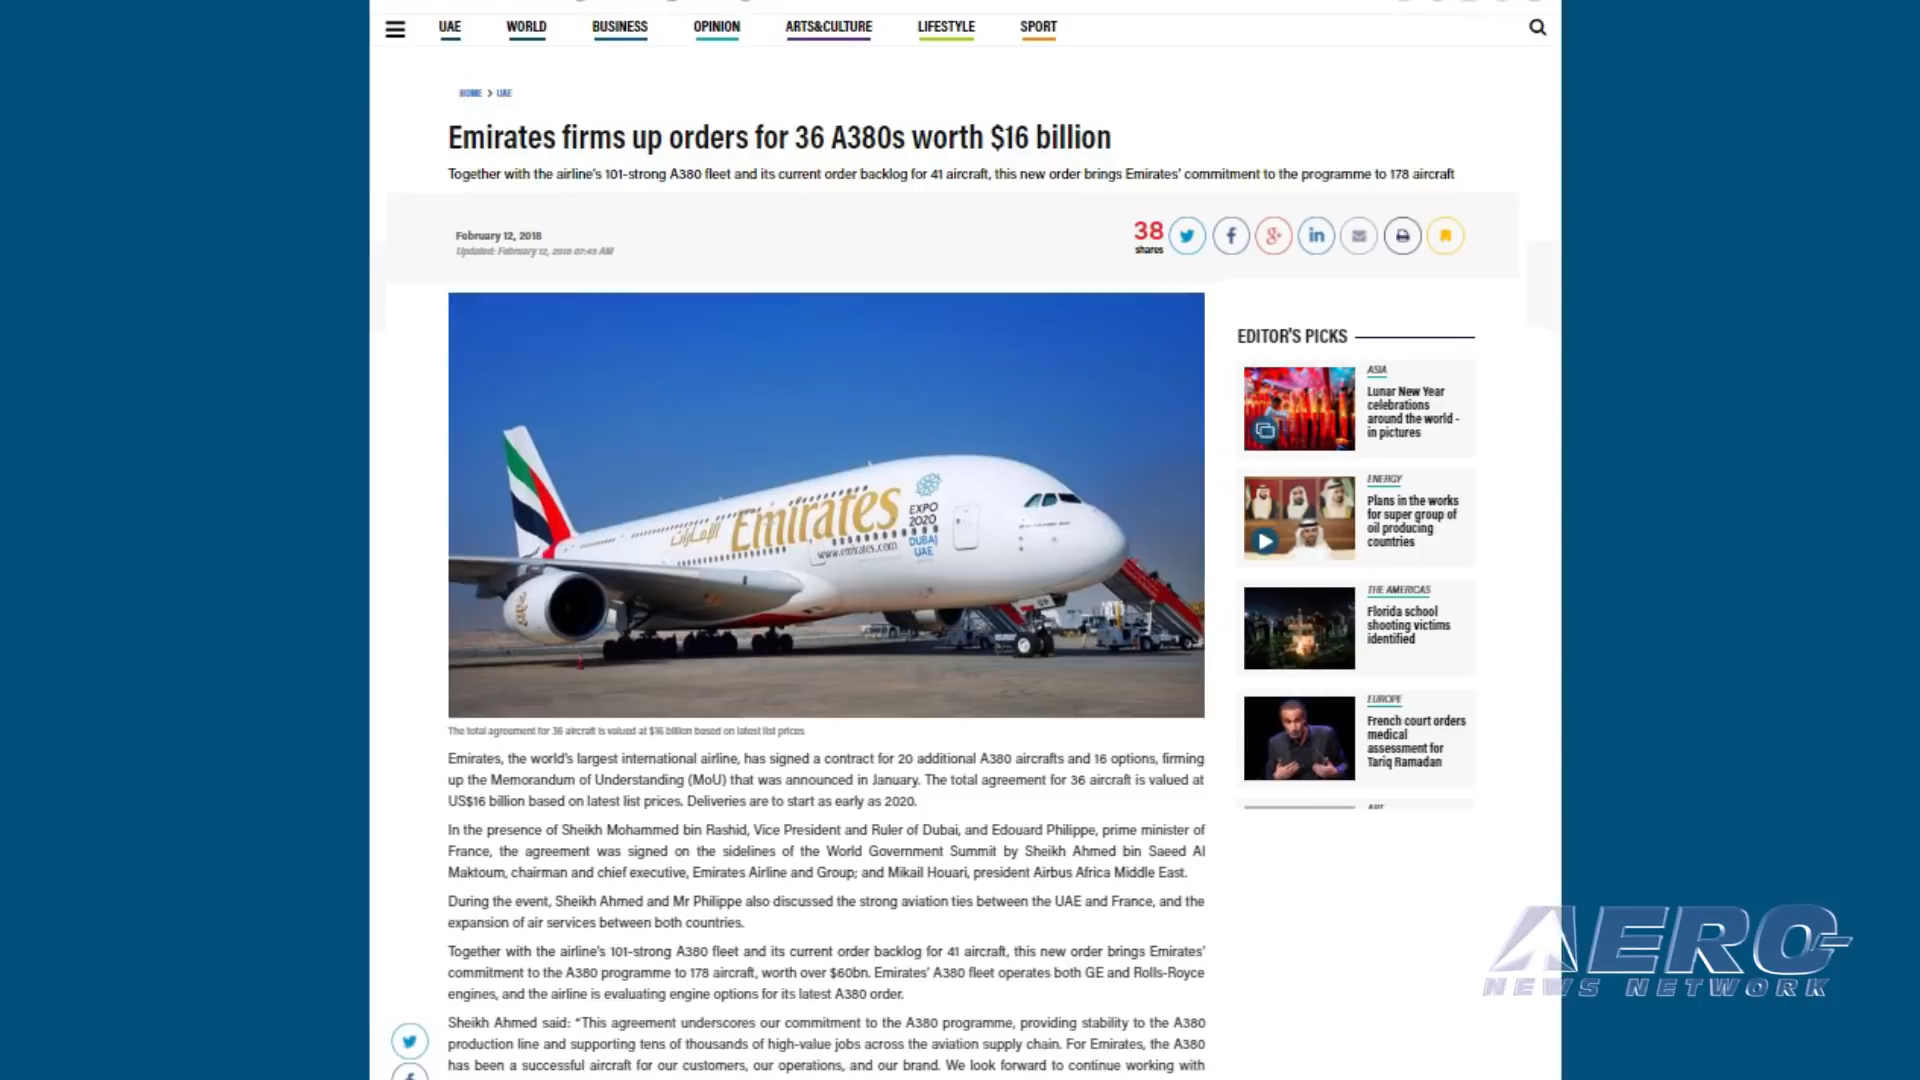 UAE WORLD BUSINESS OPINION ARTS&CULTURE LIFESTYLE SPORT
HOME > UAE
Emirates firms up orders for 36 A380s worth $16 billion
Together with the airline's 101-strong A380 fleet and its current order backlog for 41 aircraft, this new order brings Emirates' commitment to the programme to 178 aircraft
February 12, 2018
Updated: February 12, 2018 07:45 AM
38
shares
الإمارات Emirates
EXPO
2020
DUBAI
UAE
www.emirates.com
The total agreement for 36 aircraft is valued at $16 billion based on latest list prices
Emirates, the world's largest international airline, has signed a contract for 20 additional A380 aircrafts and 16 options, firming
up the Memorandum of Understanding (MoU) that was announced in January. The total agreement for 36 aircraft is valued at
US$16 billion based on latest list prices. Deliveries are to start as early as 2020.
In the presence of Sheikh Mohammed bin Rashid, Vice President and Ruler of Dubai, and Edouard Philippe, prime minister of
France, the agreement was signed on the sidelines of the World Government Summit by Sheikh Ahmed bin Saeed Al
Maktoum, chairman and chief executive, Emirates Airline and Group; and Mikail Houari, president Airbus Africa Middle East.
During the event, Sheikh Ahmed and Mr Philippe also discussed the strong aviation ties between the UAE and France, and the
expansion of air services between both countries.
Together with the airline's 101-strong A380 fleet and its current order backlog for 41 aircraft, this new order brings Emirates'
commitment to the A380 programme to 178 aircraft, worth over $60bn. Emirates' A380 fleet operates both GE and Rolls-Royce
engines, and the airline is evaluating engine options for its latest A380 order.
Sheikh Ahmed said: “This agreement underscores our commitment to the A380 programme, providing stability to the A380
production line and supporting tens of thousands of high-value jobs across the aviation supply chain. For Emirates, the A380
has been a successful aircraft for our customers, our operations, and our brand. We look forward to continue working with
EDITOR'S PICKS
ASIA
Lunar New Year
celebrations
around the world -
in pictures
ENERGY
Plans in the works
for super group of
oil producing
countries
THE AMERICAS
Florida school
shooting victims
identified
EUROPE
French court orders
medical
assessment for
Tariq Ramadan
AERO-
NEWS NETWORK